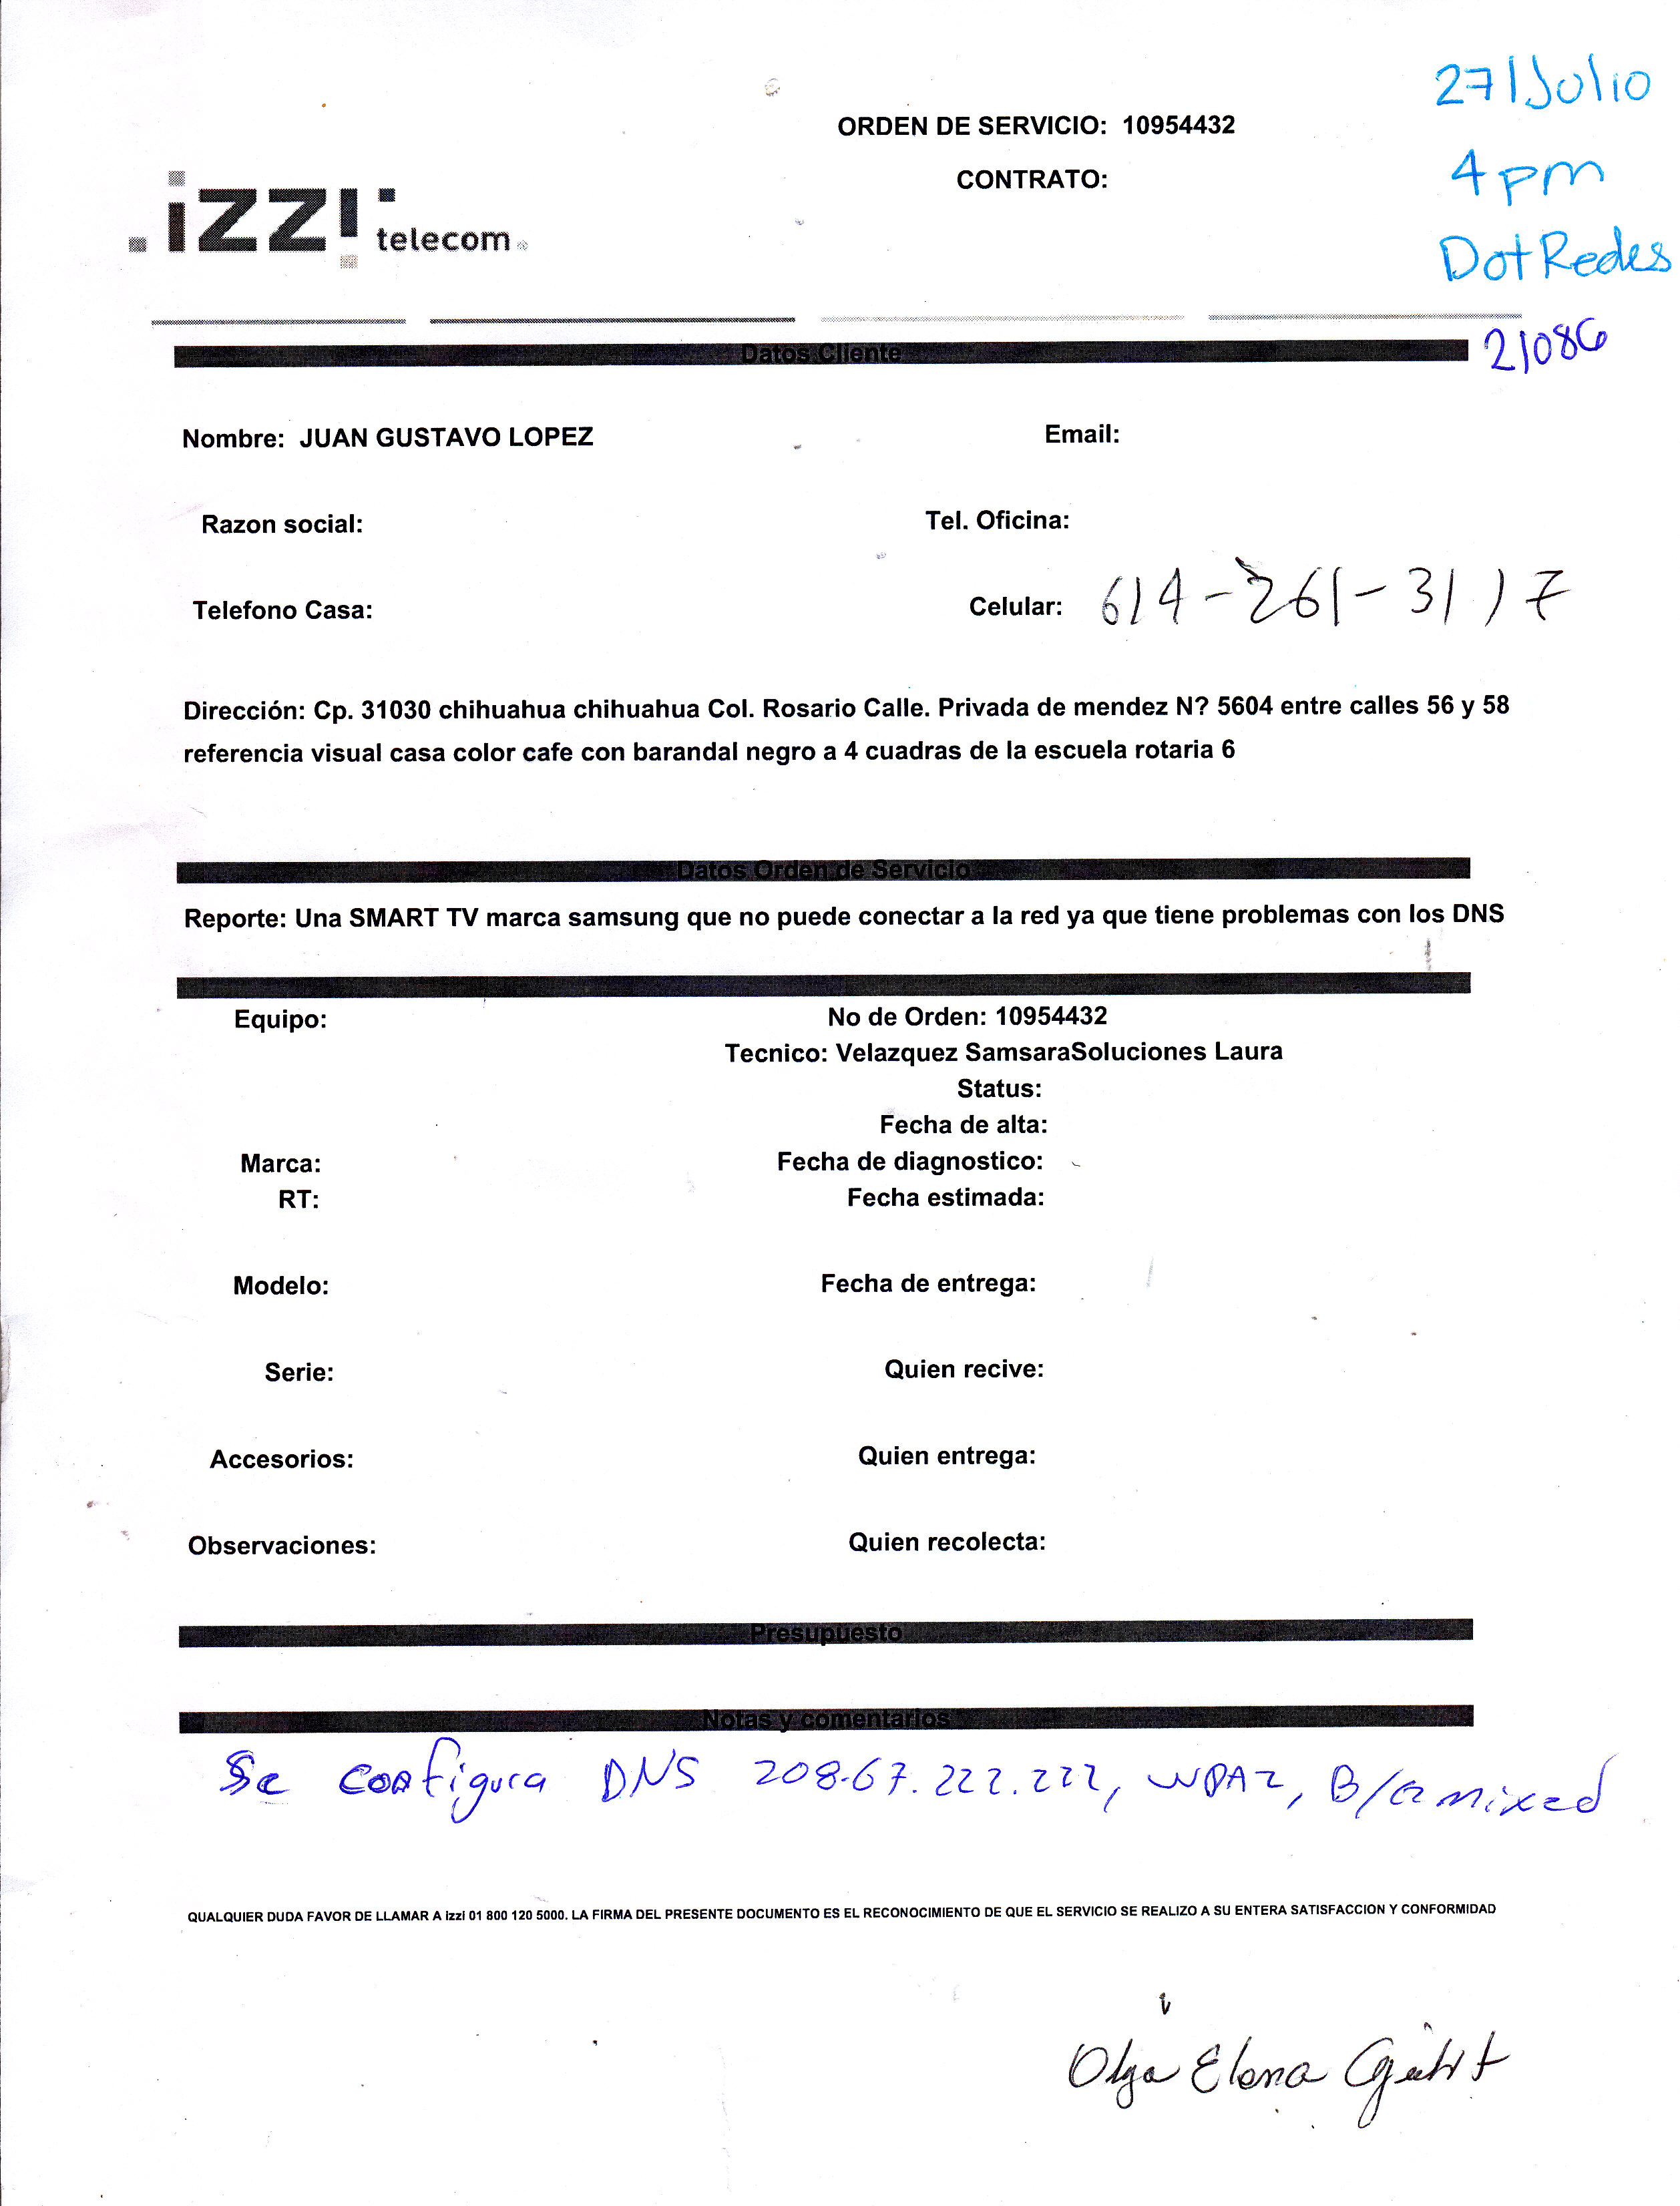 27/Julio
ORDEN DE SERVICIO: 10954432
4 pm
CONTRATO:
izzi telecom
DotRedes
Datos Cliente
21086
Nombre: JUAN GUSTAVO LOPEZ
Email:
Razon social:
Tel. Oficina:
Telefono Casa:
Celular: 614-261-3117
Dirección: Cp. 31030 chihuahua chihuahua Col. Rosario Calle. Privada de mendez N? 5604 entre calles 56 y 58
referencia visual casa color cafe con barandal negro a 4 cuadras de la escuela rotaria 6
Datos Orden de Servicio
Reporte: Una SMART TV marca samsung que no puede conectar a la red ya que tiene problemas con los DNS
Equipo:
No de Orden: 10954432
Tecnico: Velazquez SamsaraSoluciones Laura
Status:
Fecha de alta:
Marca:
Fecha de diagnostico:
RT:
Fecha estimada:
Modelo:
Fecha de entrega:
Serie:
Quien recive:
Accesorios:
Quien entrega:
Observaciones:
Quien recolecta:
Presupuesto
Notas y comentarios
Se configura DNS 208.67.222.222, WPA2, B/G mixed
QUALQUIER DUDA FAVOR DE LLAMAR A izzi 01 800 120 5000. LA FIRMA DEL PRESENTE DOCUMENTO ES EL RECONOCIMIENTO DE QUE EL SERVICIO SE REALIZO A SU ENTERA SATISFACCION Y CONFORMIDAD
Olga Elena